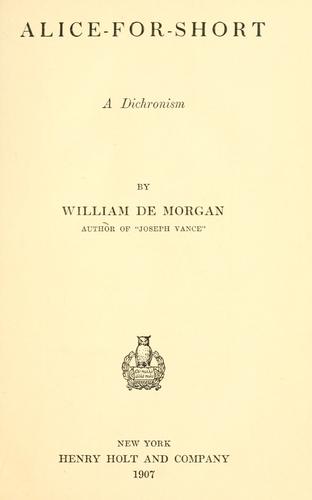 ALICE-FOR-SHORT
A Dichronism
BY
WILLIAM DE MORGAN
AUTHOR OF "JOSEPH VANCE"
NEW YORK
HENRY HOLT AND COMPANY
1907